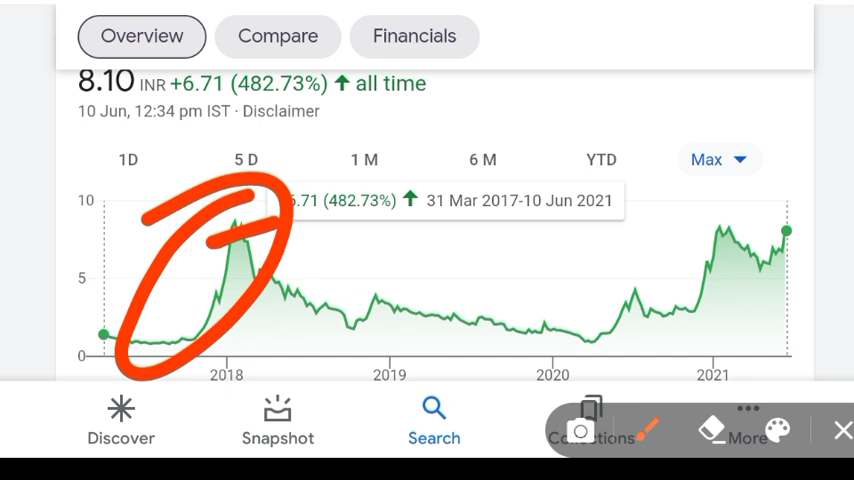 Overview Compare Financials
8.10 INR +6.71 (482.73%) all time
10 Jun, 12:34 pm IST · Disclaimer
1D 5 D 1 M 6 M YTD Max
6.71 (482.73%) 31 Mar 2017-10 Jun 2021
10
5
0
2018 2019 2020 2021
Discover Snapshot Search Collections More